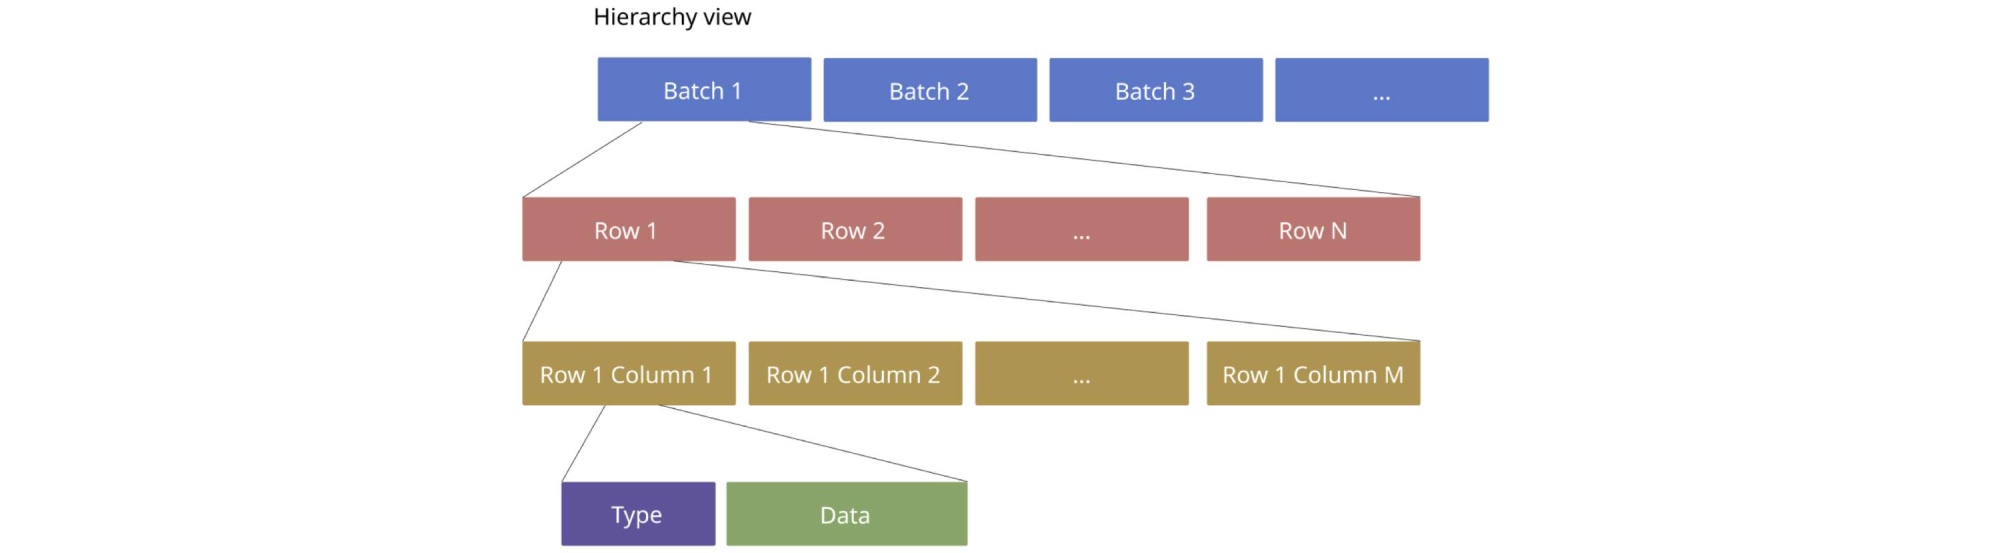 Hierarchy view
Batch 1
Batch 2
Batch 3
...
Row 1
Row 2
...
Row N
Row 1 Column 1
Row 1 Column 2
...
Row 1 Column M
Type
Data